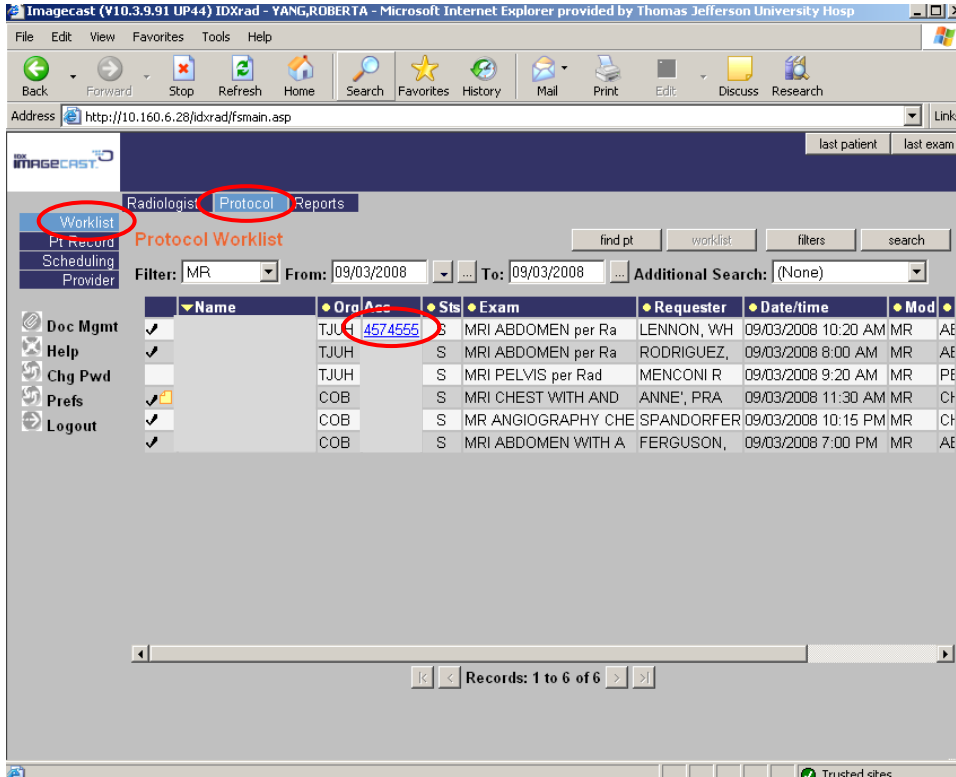 Imagecast (V10.3.9.91 UP44) IDXrad - YANG,ROBERTA - Microsoft Internet Explorer provided by Thomas Jefferson University Hosp
File Edit View Favorites Tools Help
Back Forward Stop Refresh Home Search Favorites History Mail Print Edit Discuss Research
Address http://10.160.6.28/idxrad/fsmain.asp Link
IDX IMAGECAST.
last patient last exam
Radiologist Protocol Reports
Worklist
Pt Record
Scheduling
Provider
Protocol Worklist
find pt worklist filters search
Filter: MR From: 09/03/2008 ... To: 09/03/2008 ... Additional Search: (None)
Name Org Acc Sts Exam Requester Date/time Mod
TJUH 4574555 S MRI ABDOMEN per Ra LENNON, WH 09/03/2008 10:20 AM MR AE
TJUH S MRI ABDOMEN per Ra RODRIGUEZ, 09/03/2008 8:00 AM MR AE
TJUH S MRI PELVIS per Rad MENCONI R 09/03/2008 9:20 AM MR PE
COB S MRI CHEST WITH AND ANNE', PRA 09/03/2008 11:30 AM MR CH
COB S MR ANGIOGRAPHY CHE SPANDORFER 09/03/2008 10:15 PM MR CH
COB S MRI ABDOMEN WITH A FERGUSON, 09/03/2008 7:00 PM MR AE
Doc Mgmt
Help
Chg Pwd
Prefs
Logout
Records: 1 to 6 of 6
Trusted sites